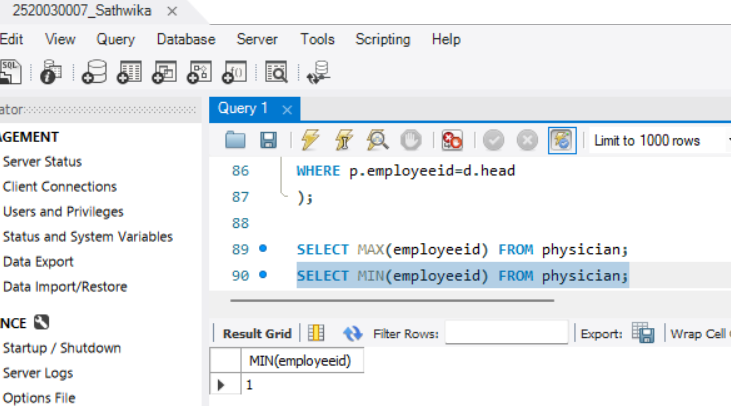 2520030007_Sathwika ×
Edit View Query Database Server Tools Scripting Help
SQL
Query 1 ×
AGEMENT
Server Status
Client Connections
Users and Privileges
Status and System Variables
Data Export
Data Import/Restore
NCE
Startup / Shutdown
Server Logs
Options File
Limit to 1000 rows
86 WHERE p.employeeid=d.head
87 );
88
89 SELECT MAX(employeeid) FROM physician;
90 SELECT MIN(employeeid) FROM physician;
Result Grid Filter Rows: Export: Wrap Cell
MIN(employeeid)
1